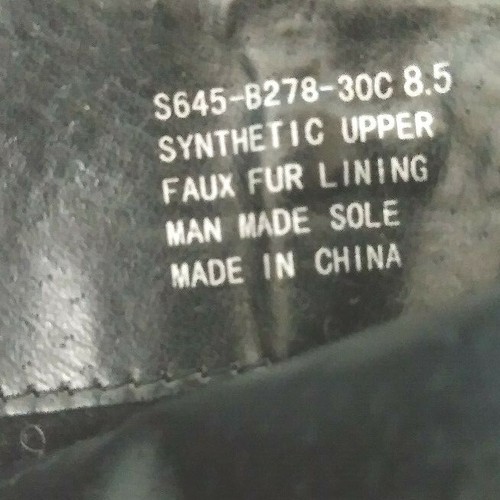 S645-B278-30C 8.5
SYNTHETIC UPPER
FAUX FUR LINING
MAN MADE SOLE
MADE IN CHINA